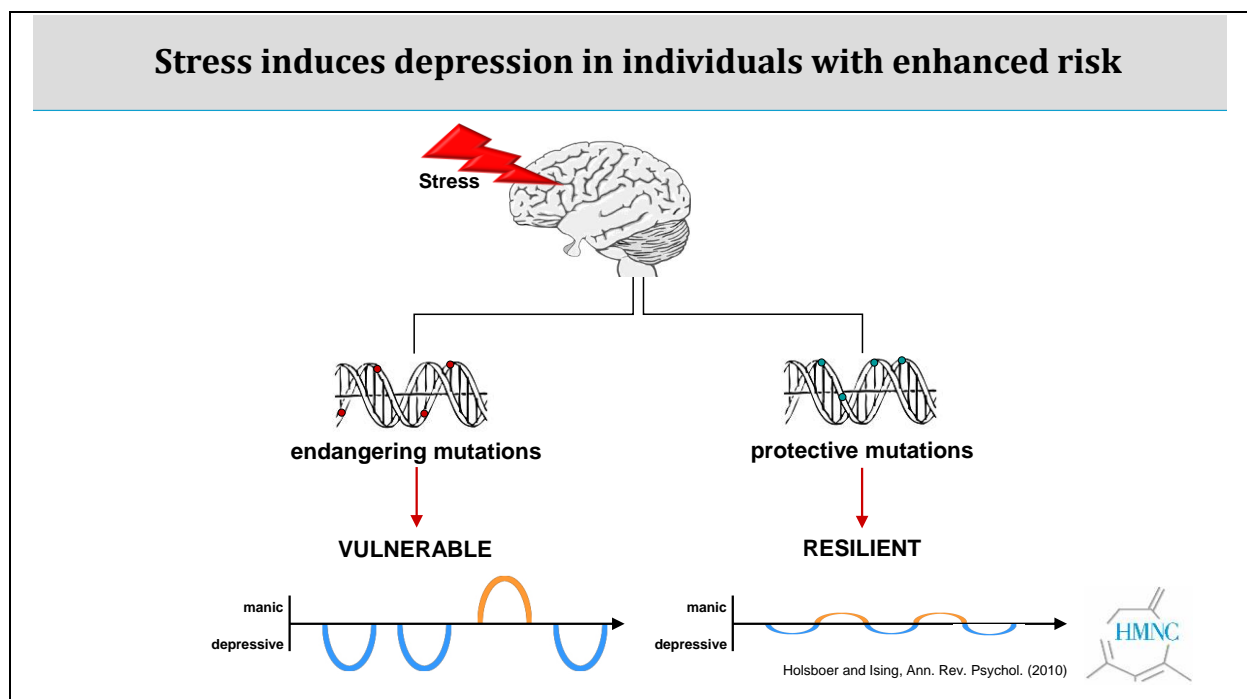 Stress induces depression in individuals with enhanced risk
Stress
endangering mutations
protective mutations
VULNERABLE
RESILIENT
manic
depressive
manic
depressive
Holsboer and Ising, Ann. Rev. Psychol. (2010)
HMNC